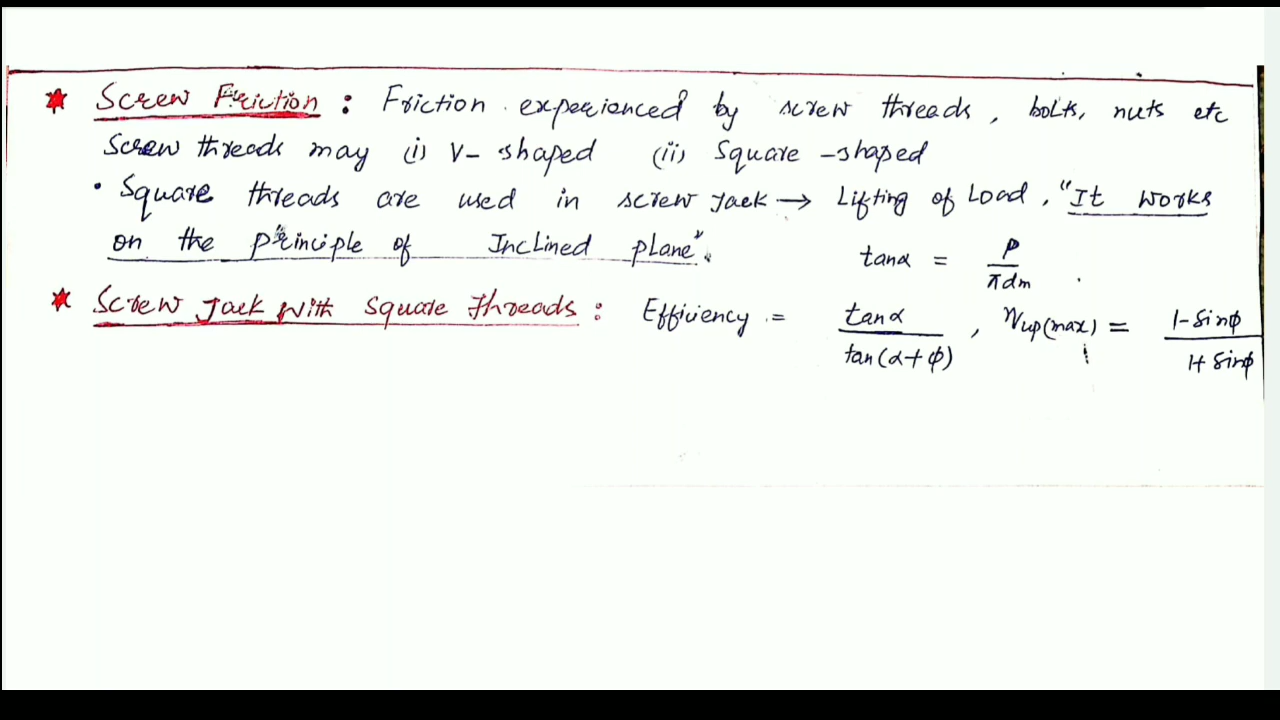 ★ Screw Friction : Friction experienced by screw threads, bolts, nuts etc
Screw threads may (i) V-shaped (ii) Square-shaped
• Square threads are used in screw Jack → Lifting of Load, "It works
on the principle of Inclined plane".
tanα = p/πdm
★ Screw Jack with Square threads : Efficiency = tanα/tan(α+φ), ηup(max) = 1-sinφ/1+sinφ